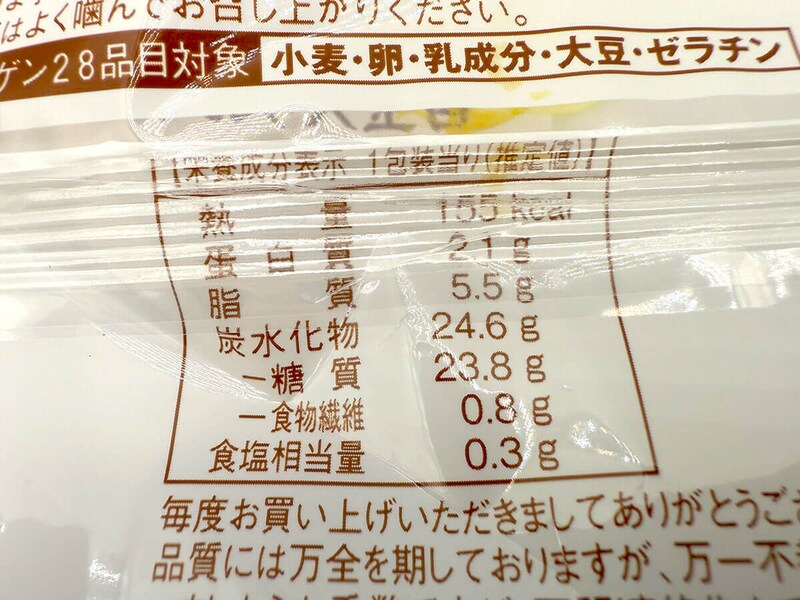 はよく噛んでお召し上がりください。
ゲン28品目対象 小麦・卵・乳成分・大豆・ゼラチン
【栄養成分表示 1包装当り(推定値)】
熱量 155 kcal
蛋白質 2.1 g
脂質 5.5 g
炭水化物 24.6 g
－糖質 23.8 g
－食物繊維 0.8 g
食塩相当量 0.3 g
毎度お買い上げいただきましてありがとうござ
品質には万全を期しておりますが、万一不